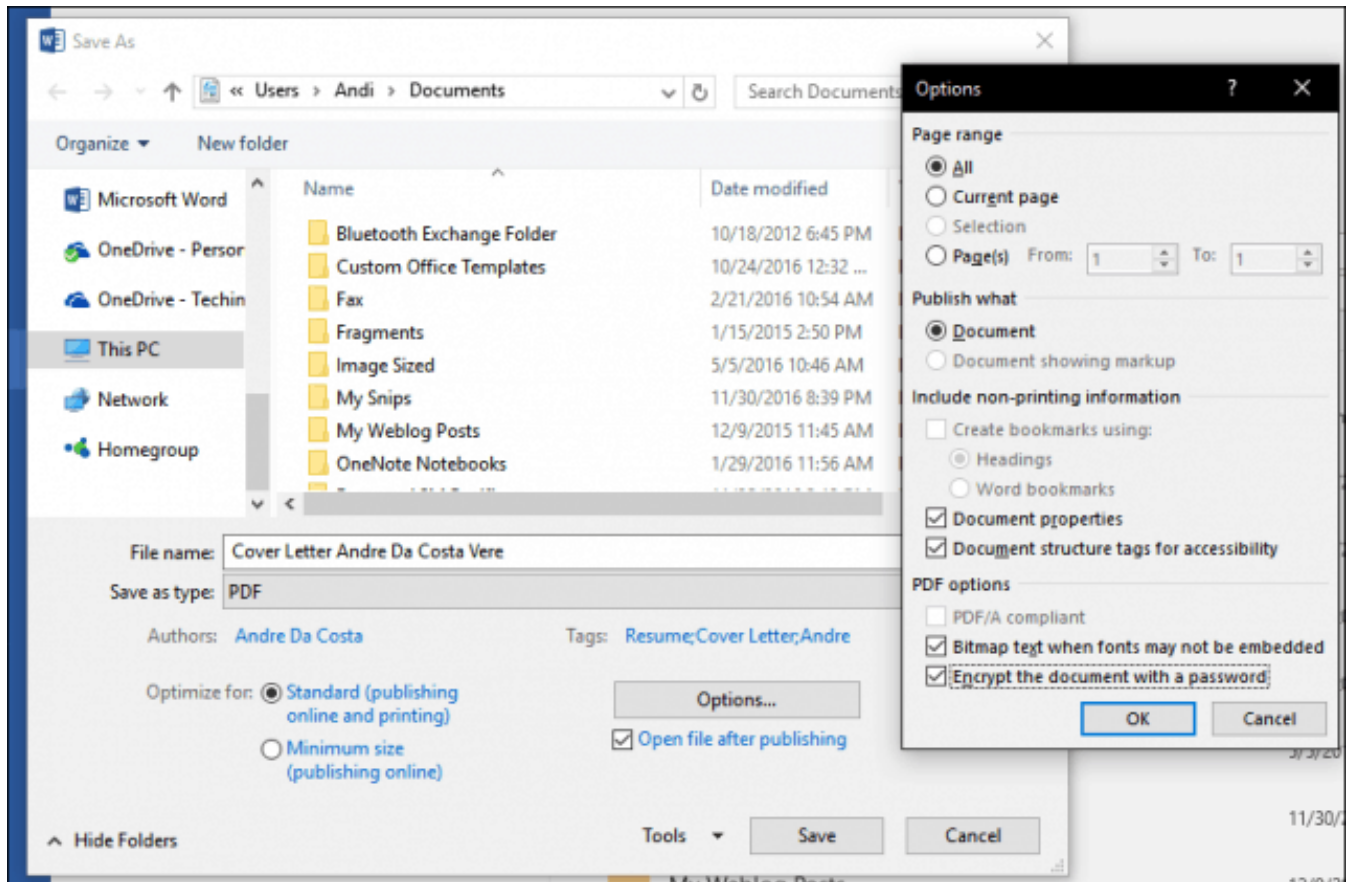 Save As
« Users › Andi › Documents
Search Documents
Organize
New folder
Microsoft Word
OneDrive - Person
OneDrive - Techin
This PC
Network
Homegroup
Name
Date modified
Bluetooth Exchange Folder 10/18/2012 6:45 PM
Custom Office Templates 10/24/2016 12:32 ...
Fax 2/21/2016 10:54 AM
Fragments 1/15/2015 2:50 PM
Image Sized 5/5/2016 10:46 AM
My Snips 11/30/2016 8:39 PM
My Weblog Posts 12/9/2015 11:45 AM
OneNote Notebooks 1/29/2016 11:56 AM
File name: Cover Letter Andre Da Costa Vere
Save as type: PDF
Authors: Andre Da Costa
Tags: Resume;Cover Letter;Andre
Optimize for: Standard (publishing
online and printing)
Minimum size
(publishing online)
Options...
Open file after publishing
Hide Folders
Tools
Save
Cancel
Options
?
Page range
All
Current page
Selection
Page(s) From: 1 To: 1
Publish what
Document
Document showing markup
Include non-printing information
Create bookmarks using:
Headings
Word bookmarks
Document properties
Document structure tags for accessibility
PDF options
PDF/A compliant
Bitmap text when fonts may not be embedded
Encrypt the document with a password
OK
Cancel
11/30/2